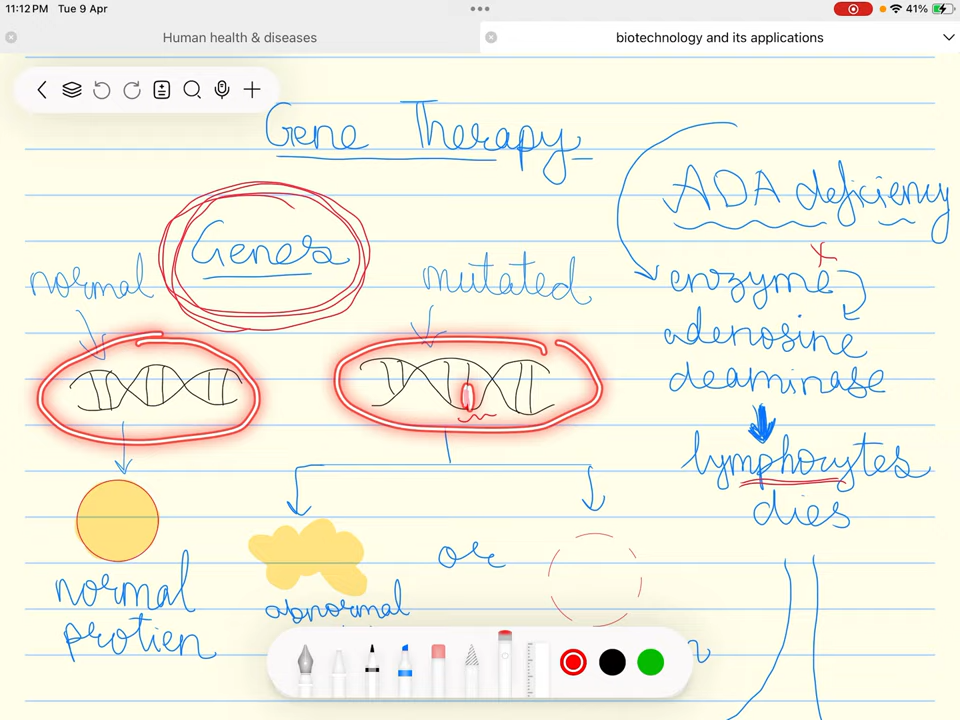 11:12 PM Tue 9 Apr
41%
Human health & diseases
biotechnology and its applications
Gene Therapy
Genes
normal
mutated
normal
protien
abnormal
or
ADA deficiency
enzyme
adenosine
deaminase
lymphocytes
dies